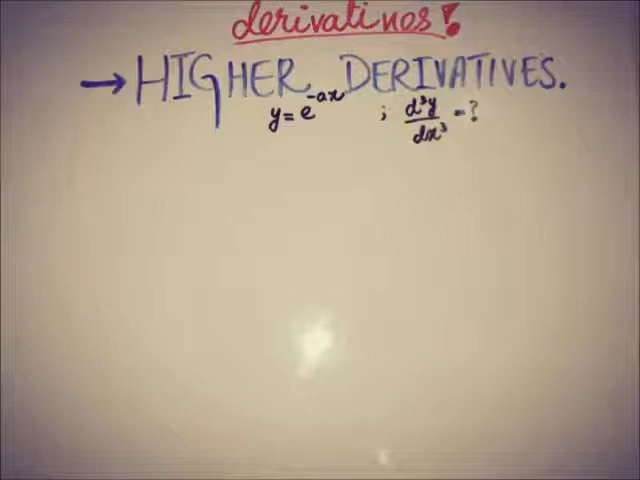 derivatives!
→ HIGHER DERIVATIVES.
y = e^{-ax} ; d³y/dx³ = ?